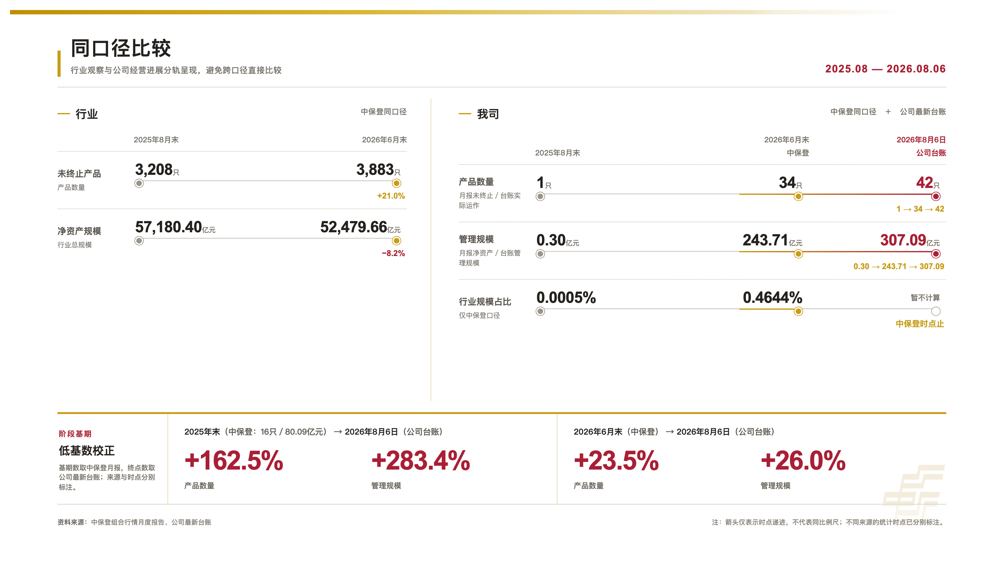 同口径比较
行业观察与公司经营进展分轨呈现，避免跨口径直接比较
2025.08 — 2026.08.06
行业
中保登同口径
2025年8月末
2026年6月末
未终止产品
产品数量
3,208只
3,883只
+21.0%
净资产规模
行业总规模
57,180.40亿元
52,479.66亿元
−8.2%
我司
中保登同口径 + 公司最新台账
2025年8月末
2026年6月末
中保登
2026年8月6日
公司台账
产品数量
月报未终止 / 台账实
际运作
1只
34只
42只
1 → 34 → 42
管理规模
月报净资产 / 台账管
理规模
0.30亿元
243.71亿元
307.09亿元
0.30 → 243.71 → 307.09
行业规模占比
仅中保登口径
0.0005%
0.4644%
暂不计算
中保登时点止
阶段基期
低基数校正
基期数取中保登月报，终点数取
公司最新台账；来源与时点分别
标注。
2025年末（中保登：16只 / 80.09亿元） → 2026年8月6日（公司台账）
+162.5%
产品数量
+283.4%
管理规模
2026年6月末（中保登） → 2026年8月6日（公司台账）
+23.5%
产品数量
+26.0%
管理规模
资料来源：中保登组合行情月度报告、公司最新台账
注：箭头仅表示时点递进，不代表同比例尺；不同来源的统计时点已分别标注。